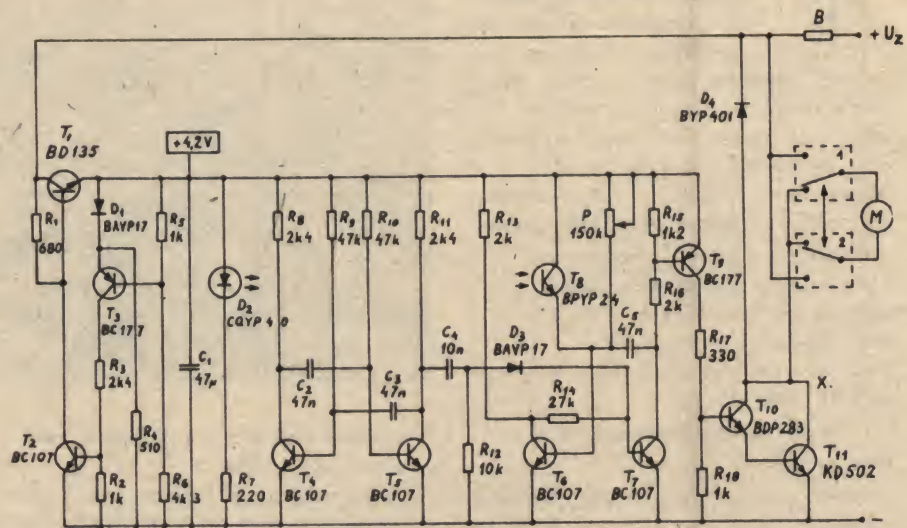 B
+ Uz
D4
BYP401
T1
BD135
+4,2V
1
M
2
R1
680
D1
BAYP17
R5
1k
R8
2k4
R9
47k
R10
47k
R11
2k4
R13
2k
P
150k
R15
1k2
T9
BC177
T8
BPYP24
R16
2k
D2
CQYP40
T3
BC177
C5
47n
C4
10n
D3
BAYP17
R17
330
R3
2k4
C1
47µ
C2
47n
C3
47n
R14
27k
X.
T10
BDP283
R4
510
T2
BC107
T11
KD502
R2
1k
R6
4k3
R7
220
T4
BC107
T5
BC107
R12
10k
T6
BC107
T7
BC107
R18
1k
-